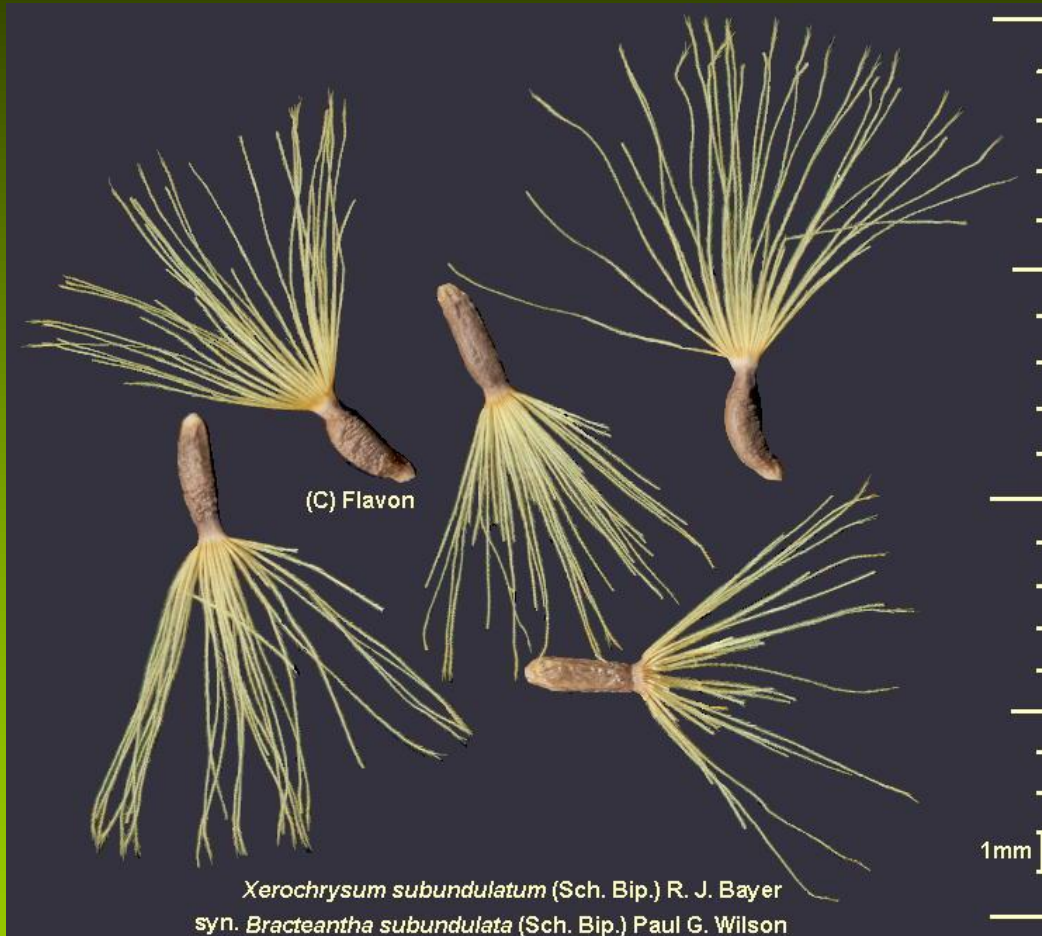 (C) Flavon
1mm
Xerochrysum subundulatum (Sch. Bip.) R. J. Bayer
syn. Bracteantha subundulata (Sch. Bip.) Paul G. Wilson